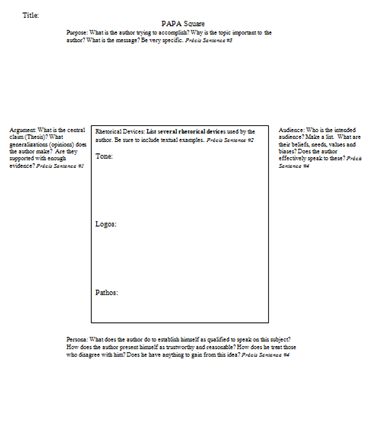 Title:
PAPA Square
Purpose: What is the author trying to accomplish? Why is the topic important to the
author? What is the message? Be very specific. Précis Sentence #3
Argument: What is the central
claim (Thesis)? What
generalizations (opinions) does
the author make? Are they
supported with enough
evidence? Précis Sentence #1
Rhetorical Devices: List several rhetorical devices used by the
author. Be sure to include textual examples. Précis Sentence #2
Tone:
Logos:
Pathos:
Audience: Who is the intended
audience? Make a list. What are
their beliefs, needs, values and
biases? Does the author
effectively speak to these? Précis
Sentence #4
Persona: What does the author do to establish himself as qualified to speak on this subject?
How does the author present himself as trustworthy and reasonable? How does he treat those
who disagree with him? Does he have anything to gain from this idea? Précis Sentence #4